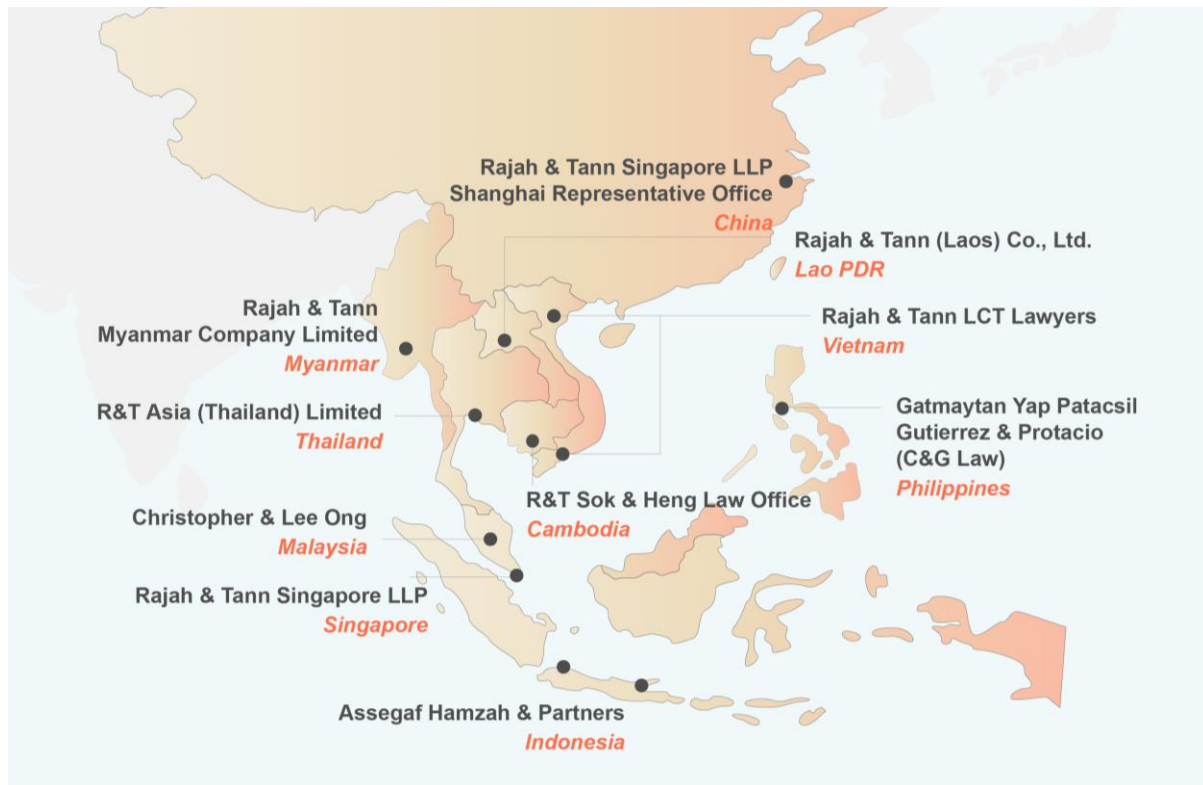 Rajah & Tann Singapore LLP
Shanghai Representative Office
China
Rajah & Tann (Laos) Co., Ltd.
Lao PDR
Rajah & Tann
Myanmar Company Limited
Myanmar
Rajah & Tann LCT Lawyers
Vietnam
R&T Asia (Thailand) Limited
Thailand
Gatmaytan Yap Patacsil
Gutierrez & Protacio
(C&G Law)
Philippines
R&T Sok & Heng Law Office
Cambodia
Christopher & Lee Ong
Malaysia
Rajah & Tann Singapore LLP
Singapore
Assegaf Hamzah & Partners
Indonesia